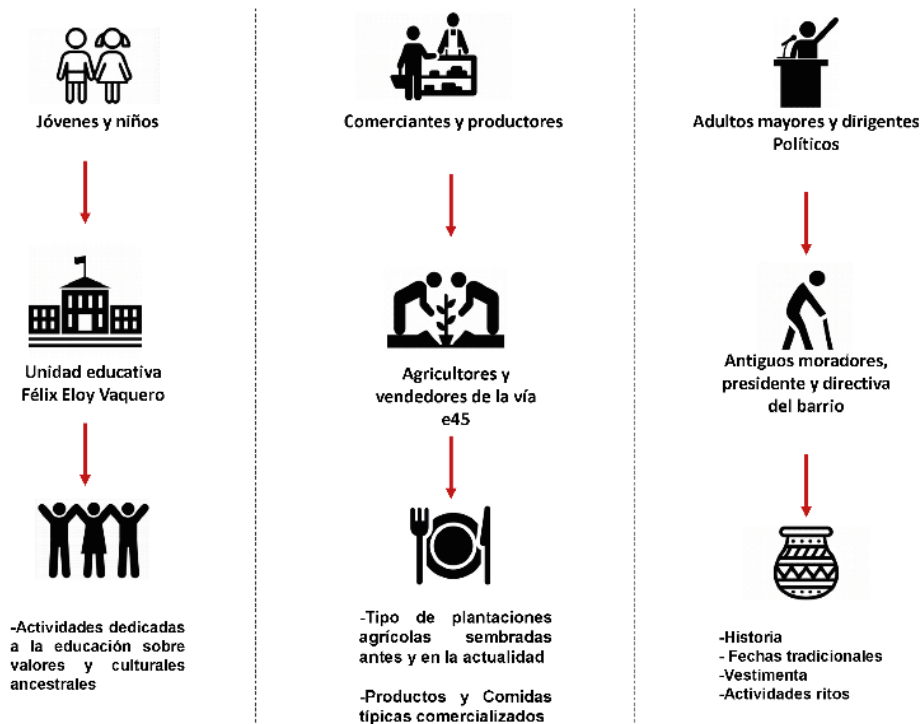 Jóvenes y niños
Unidad educativa
Félix Eloy Vaquero
-Actividades dedicadas
a la educación sobre
valores y culturales
ancestrales
Comerciantes y productores
Agricultores y
vendedores de la vía
e45
-Tipo de plantaciones
agrícolas sembradas
antes y en la actualidad
-Productos y Comidas
típicas comercializados
Adultos mayores y dirigentes
Políticos
Antiguos moradores,
presidente y directiva
del barrio
-Historia
- Fechas tradicionales
-Vestimenta
-Actividades ritos